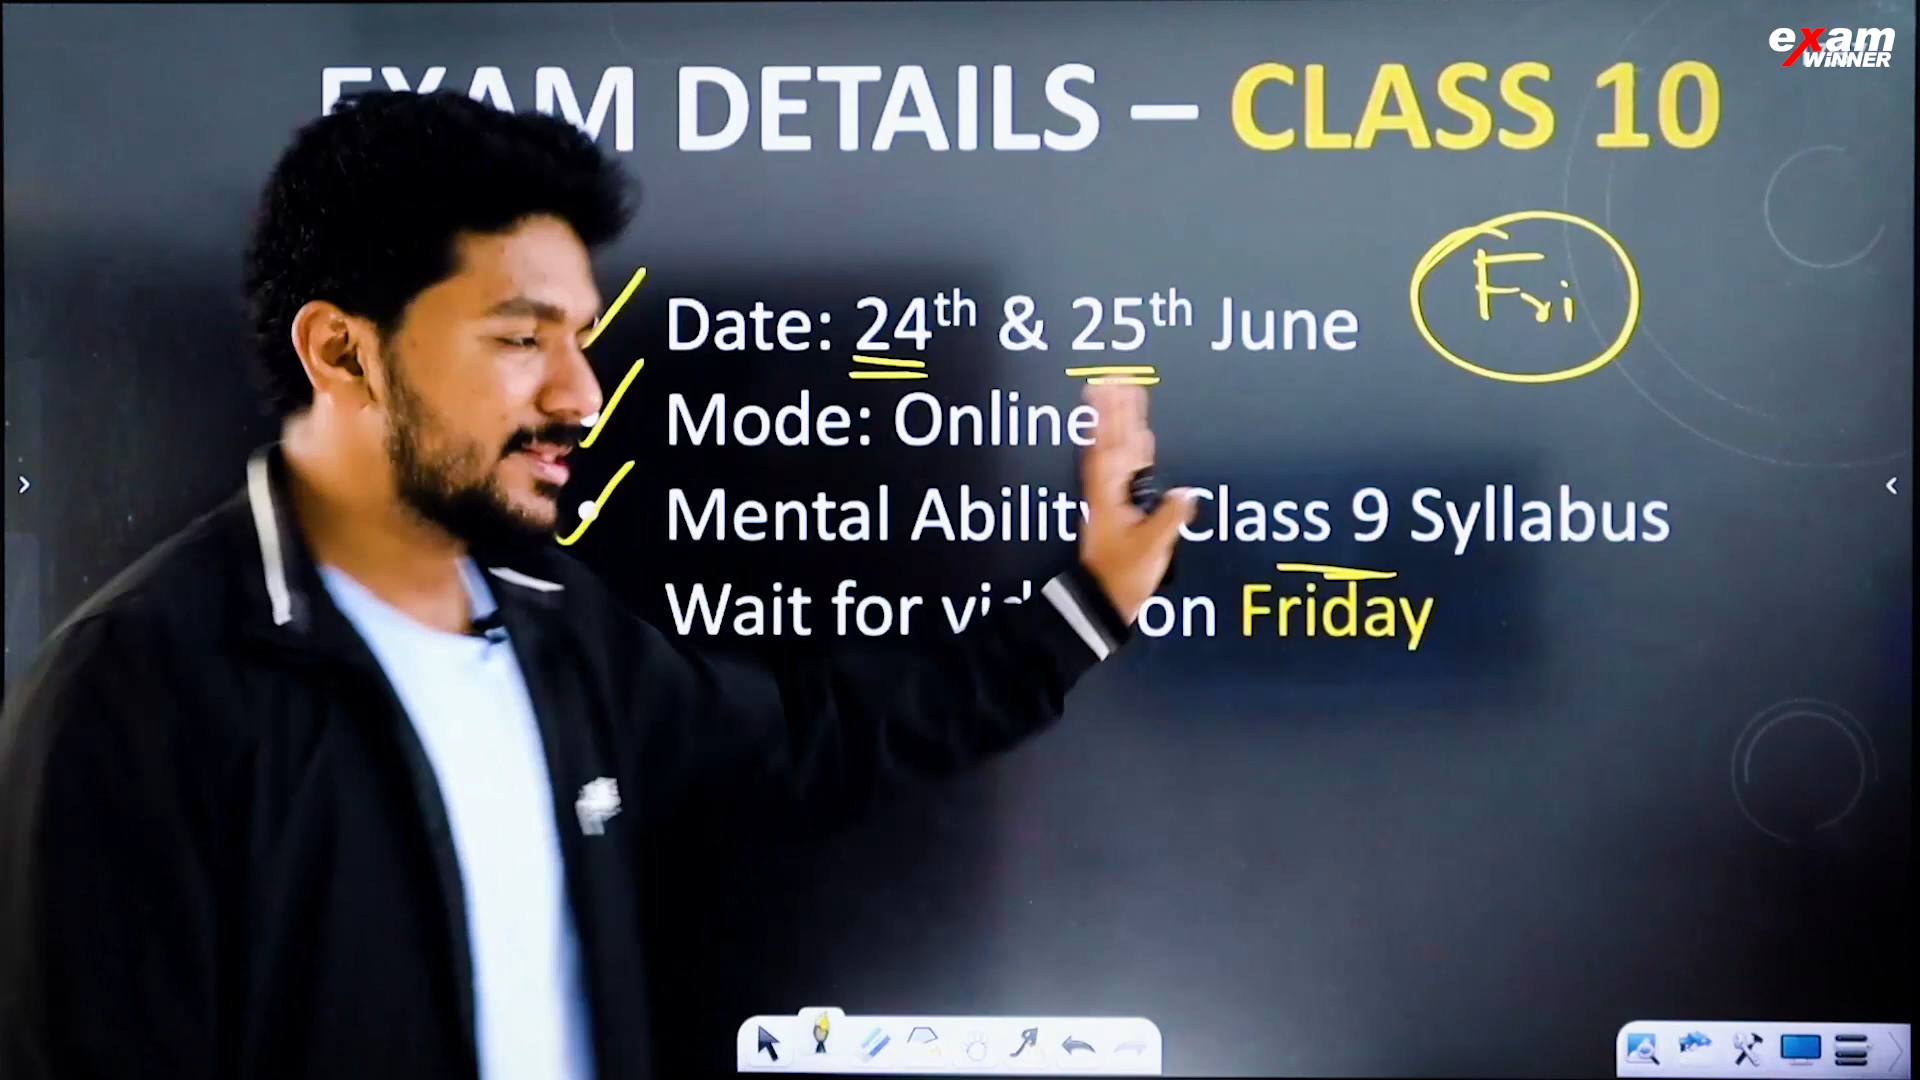 exam
WINNER
EXAM DETAILS – CLASS 10
Fri
Date: 24th & 25th June
Mode: Online
Mental Ability Class 9 Syllabus
Wait for on Friday